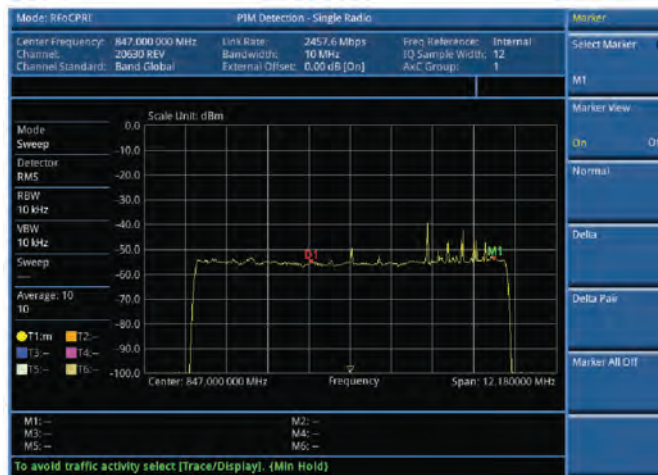 Mode: RFoCPRI
PIM Detection - Single Radio
Center Frequency: 847.000 000 MHz
Channel: 20630 REV
Channel Standard: Band Global
Link Rate: 2457.6 Mbps
Bandwidth: 10 MHz
External Offset: 0.00 dB [On]
Freq Reference: Internal
IQ Sample Width: 12
AxC Group: 1
Mode
Sweep
Detector
RMS
RBW
10 kHz
VBW
10 kHz
Sweep
---
Average: 10
10
T1:m T2:--
T3:-- T4:--
T5:-- T6:--
Scale Unit: dBm
0.0
-10.0
-20.0
-30.0
-40.0
-50.0
-60.0
-70.0
-80.0
-90.0
-100.0
D1
M1
Center: 847.000 000 MHz Frequency Span: 12.180000 MHz
M1: -- M2: --
M3: -- M4: --
M5: -- M6: --
To avoid traffic activity select [Trace/Display]. {Min Hold}
Marker
Select Marker
M1
Marker View
On
Normal
Delta
Delta Pair
Marker All Off